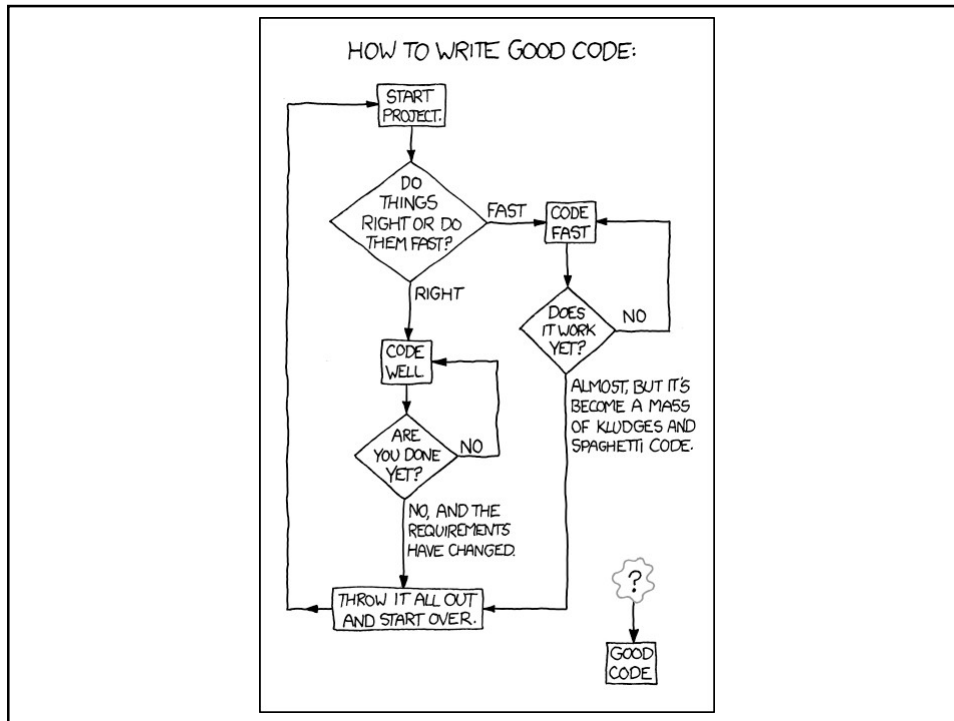 HOW TO WRITE GOOD CODE:
START
PROJECT.
DO
THINGS
RIGHT OR DO
THEM FAST?
FAST
CODE
FAST
RIGHT
DOES
IT WORK
YET?
NO
CODE
WELL
ALMOST, BUT IT'S
BECOME A MASS
OF KLUDGES AND
SPAGHETTI CODE.
ARE
YOU DONE
YET?
NO
NO, AND THE
REQUIREMENTS
HAVE CHANGED.
THROW IT ALL OUT
AND START OVER.
?
GOOD
CODE